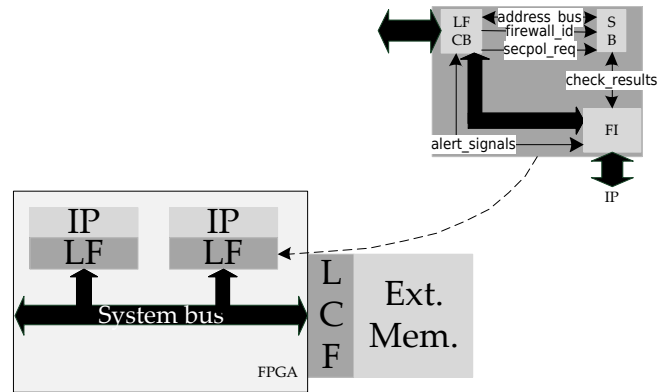 LF
CB
address_bus
firewall_id
secpol_req
S
B
check_results
FI
alert_signals
IP
IP
LF
IP
LF
System bus
FPGA
L
C
F
Ext.
Mem.